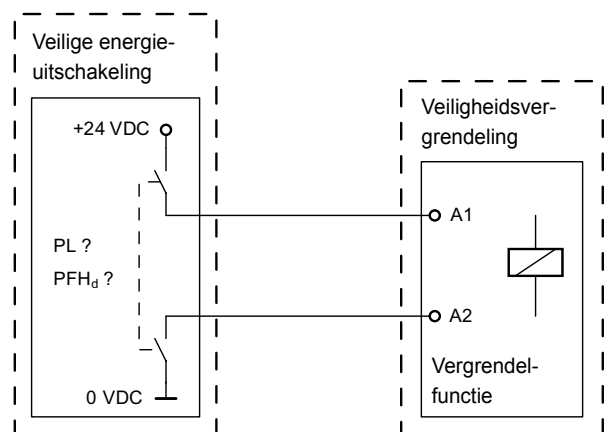 Veilige energie-
uitschakeling
+24 VDC
PL ?
PFHd ?
0 VDC
Veiligheidsver-
grendeling
A1
A2
Vergrendel-
functie